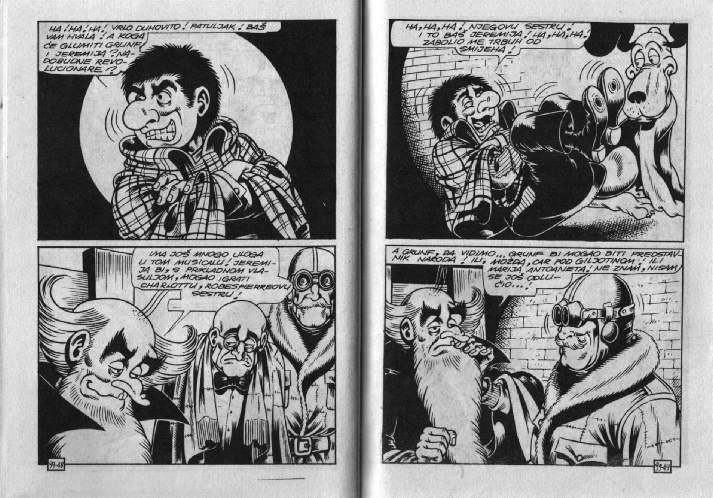 HA! HA! HA! VRLO DUHOVITO! PATULJAK! BAŠ
VAM HVALA! A KOGA
ĆE GLUMITI GRUNF
I JEREMIJA? NA-
DOBUDNE REVO-
LUCIONARE?
IMA JOŠ MNOGO ULOGA
U TOM MUSICALU! JEREMI-
JA BI, S PRIKLADNOM VLA-
SULJOM, MOGAO IGRATI
CHARLOTTU, ROBESPIERREOVU
SESTRU!
HA, HA, HA! NJEGOVU SESTRU!
I TO BAŠ JEREMIJA! HA, HA, HA!
ZABOLIO ME TRBUH OD
SMIJEHA!
A GRUNF, DA VIDIMO... GRUNF BI MOGAO BITI PREDSTAV-
NIK NARODA! ILI, MOŽDA, CAR POD GILJOTINOM! ILI
MARIJA ANTOANETA! NE ZNAM, NISAM
SE JOŠ ODLU-
ČIO...!